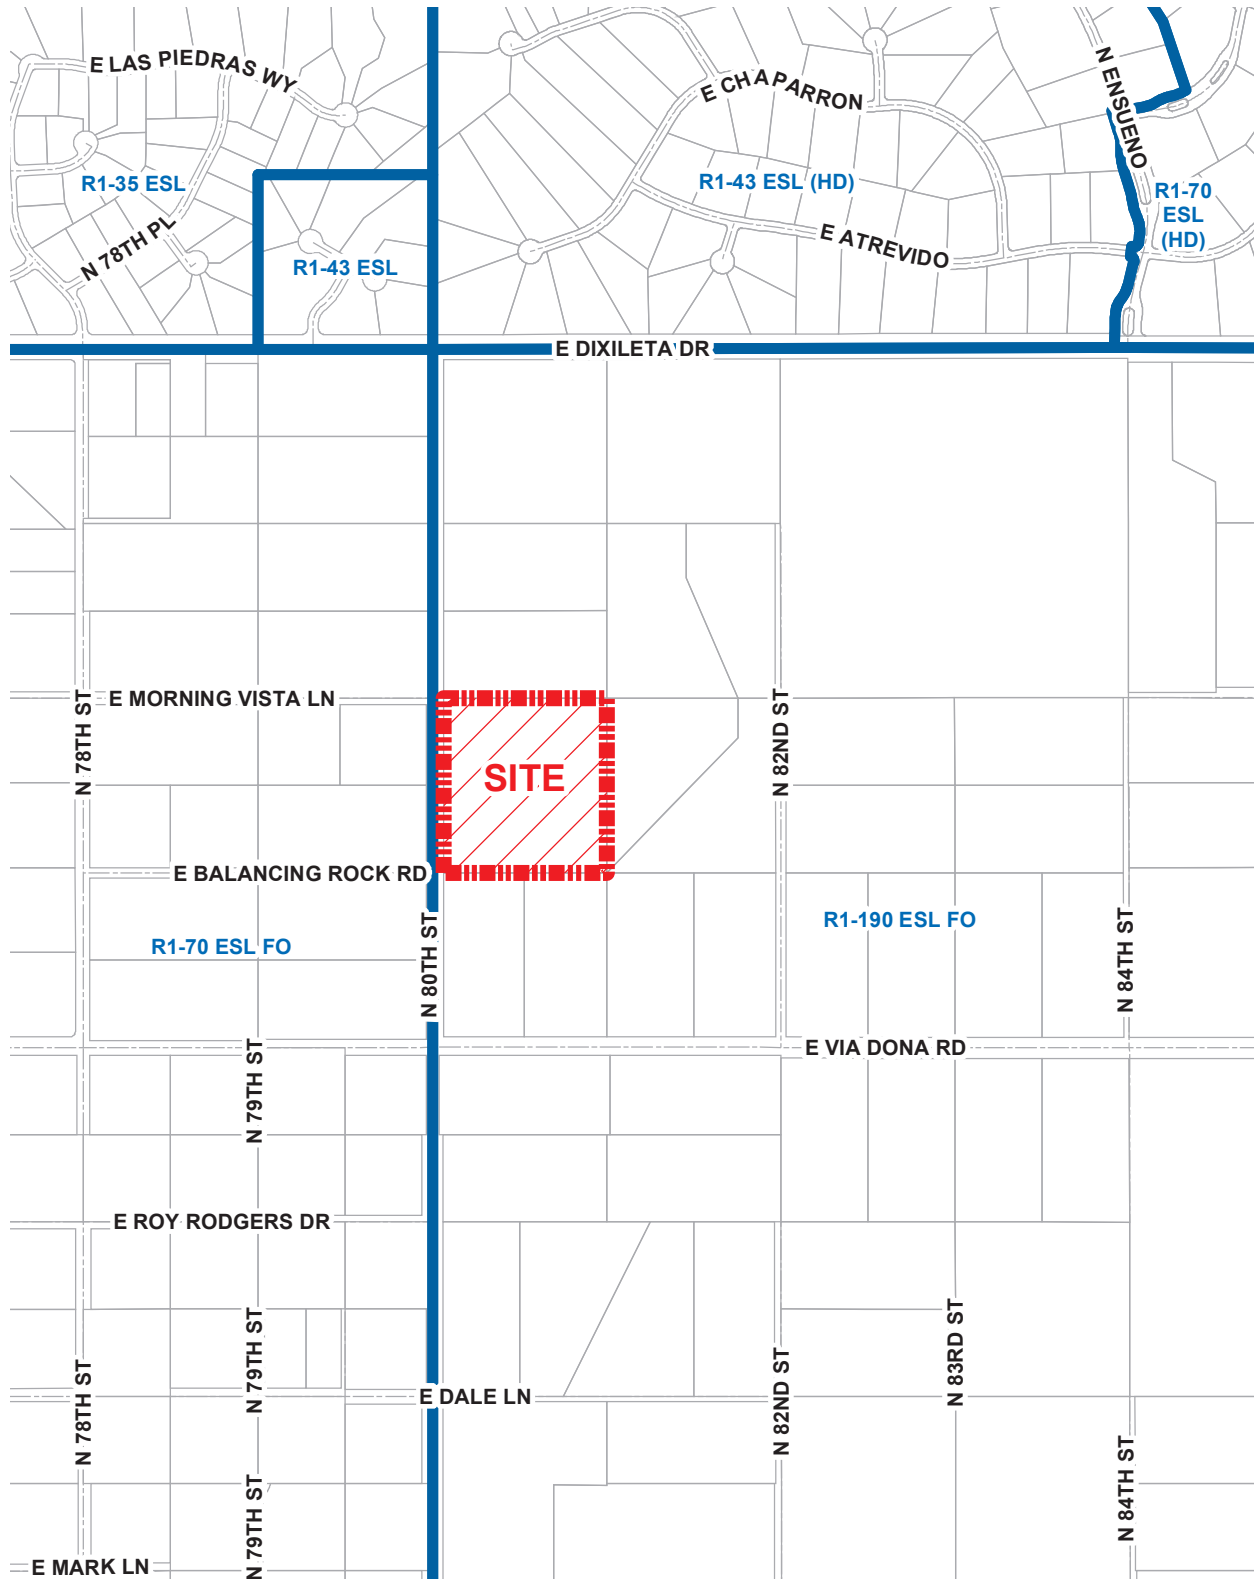 E LAS PIEDRAS WY
E CHAPARRON
N ENSUENO
R1-35 ESL
R1-43 ESL (HD)
R1-70
ESL
(HD)
N 78TH PL
R1-43 ESL
E ATREVIDO
E DIXILETA DR
N 78TH ST
E MORNING VISTA LN
SITE
N 82ND ST
E BALANCING ROCK RD
R1-70 ESL FO
N 80TH ST
R1-190 ESL FO
N 84TH ST
N 79TH ST
E VIA DONA RD
E ROY RODGERS DR
N 78TH ST
N 79TH ST
E DALE LN
N 82ND ST
N 83RD ST
N 84TH ST
N 79TH ST
E MARK LN